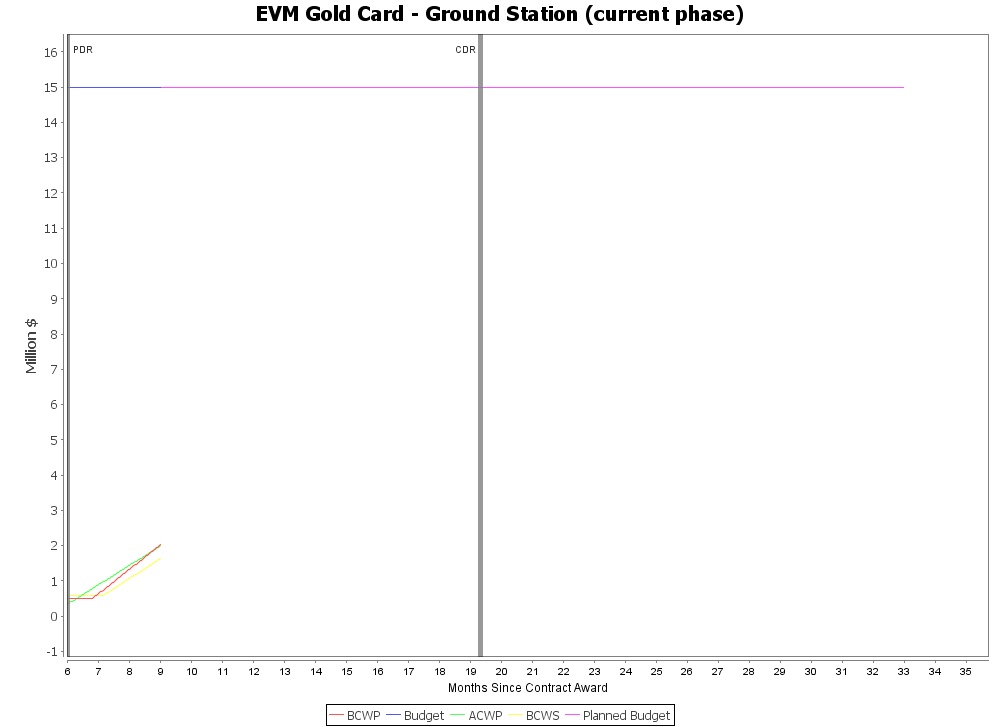 EVM Gold Card - Ground Station (current phase)
16
PDR
CDR
15
14
13
12
11
10
9
8
7
6
5
4
3
2
1
0
-1
Million $
6 7 8 9 10 11 12 13 14 15 16 17 18 19 20 21 22 23 24 25 26 27 28 29 30 31 32 33 34 35
Months Since Contract Award
BCWP Budget ACWP BCWS Planned Budget